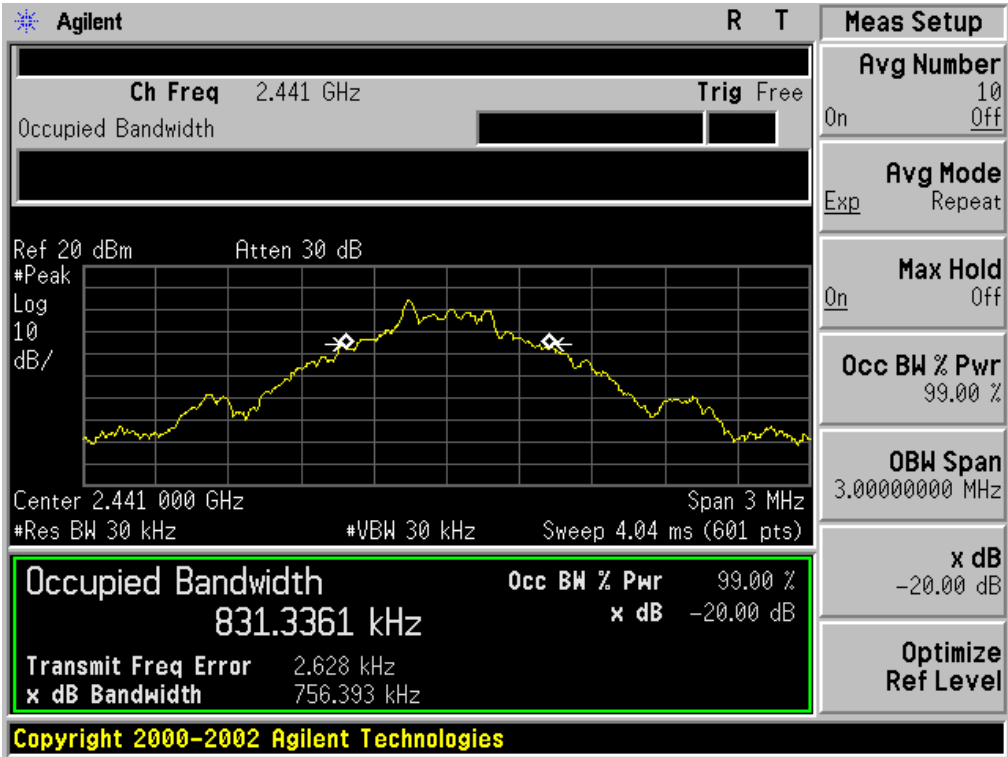 Agilent R T
Ch Freq 2.441 GHz Trig Free
Occupied Bandwidth
Ref 20 dBm Atten 30 dB
#Peak
Log
10
dB/
Center 2.441 000 GHz Span 3 MHz
#Res BW 30 kHz #VBW 30 kHz Sweep 4.04 ms (601 pts)
Occupied Bandwidth Occ BW % Pwr 99.00 %
831.3361 kHz x dB -20.00 dB
Transmit Freq Error 2.628 kHz
x dB Bandwidth 756.393 kHz
Copyright 2000-2002 Agilent Technologies
Meas Setup
Avg Number
10
On Off
Avg Mode
Exp Repeat
Max Hold
On Off
Occ BW % Pwr
99.00 %
OBW Span
3.00000000 MHz
x dB
-20.00 dB
Optimize
Ref Level